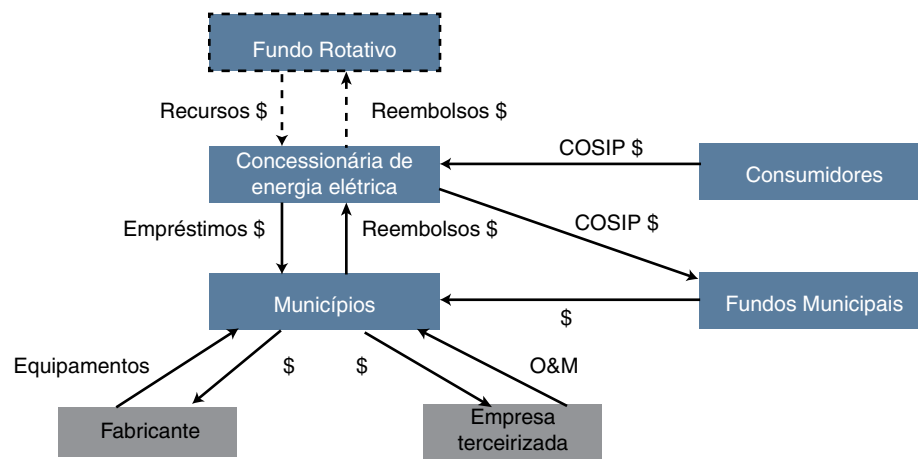 Fundo Rotativo
Recursos $
Reembolsos $
Concessionária de
energia elétrica
COSIP $
Consumidores
Empréstimos $
Reembolsos $
COSIP $
Municípios
Fundos Municipais
$
Equipamentos
$
$
O&M
Fabricante
Empresa
terceirizada